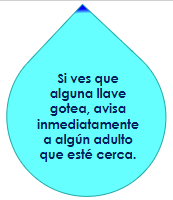 Si ves que
alguna llave
gotea, avisa
inmediatamente
a algún adulto
que esté cerca.